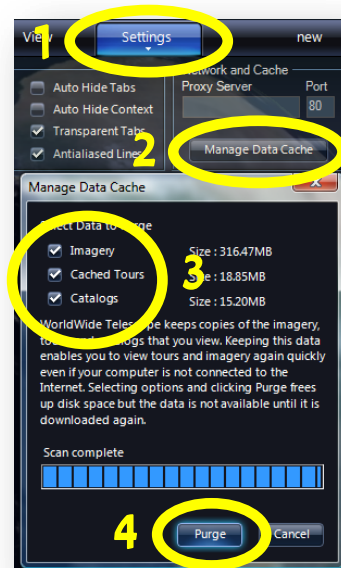 1
View Settings new
Network and Cache
Auto Hide Tabs Proxy Server Port
Auto Hide Context 80
Transparent Tabs
2
Antialiased Lines Manage Data Cache
Manage Data Cache X
Select Data to Purge
Imagery Size : 316.47MB
3
Cached Tours Size : 18.85MB
Catalogs Size : 15.20MB
WorldWide Telescope keeps copies of the imagery,
tours and catalogs that you view. Keeping this data
enables you to view tours and imagery again quickly
even if your computer is not connected to the
Internet. Selecting options and clicking Purge frees
up disk space but the data is not available until it is
downloaded again.
Scan complete
4
Purge Cancel